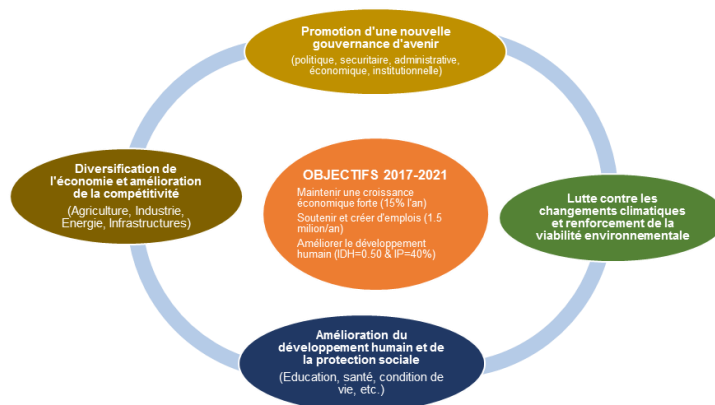 Promotion d'une nouvelle
gouvernance d'avenir
(politique, securitaire, administrative,
économique, institutionnelle)
Diversification de
l'économie et amélioration
de la compétitivité
(Agriculture, Industrie,
Energie, Infrastructures)
OBJECTIFS 2017-2021
Maintenir une croissance
économique forte (15% l'an)
Soutenir et créer d'emplois (1.5
milion/an)
Améliorer le développement
humain (IDH=0.50 & IP=40%)
Lutte contre les
changements climatiques
et renforcement de la
viabilité environnementale
Amélioration du
développement humain et de
la protection sociale
(Education, santé, condition de
vie, etc.)